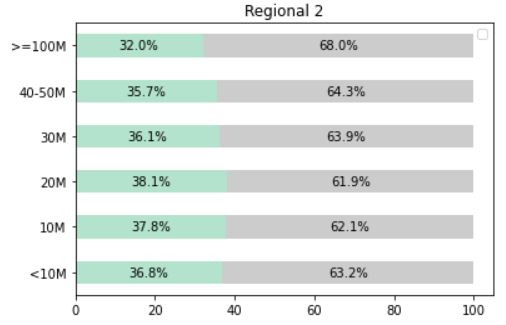 Regional 2
>=100M 32.0% 68.0%
40-50M 35.7% 64.3%
30M 36.1% 63.9%
20M 38.1% 61.9%
10M 37.8% 62.1%
<10M 36.8% 63.2%
0 20 40 60 80 100